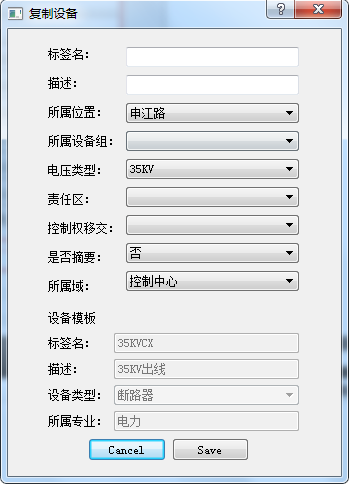 复制设备
标签名:
描述:
所属位置: 申江路
所属设备组:
电压类型: 35KV
责任区:
控制权移交:
是否摘要: 否
所属域: 控制中心
设备模板
标签名: 35KVCX
描述: 35KV出线
设备类型: 断路器
所属专业: 电力
Cancel Save